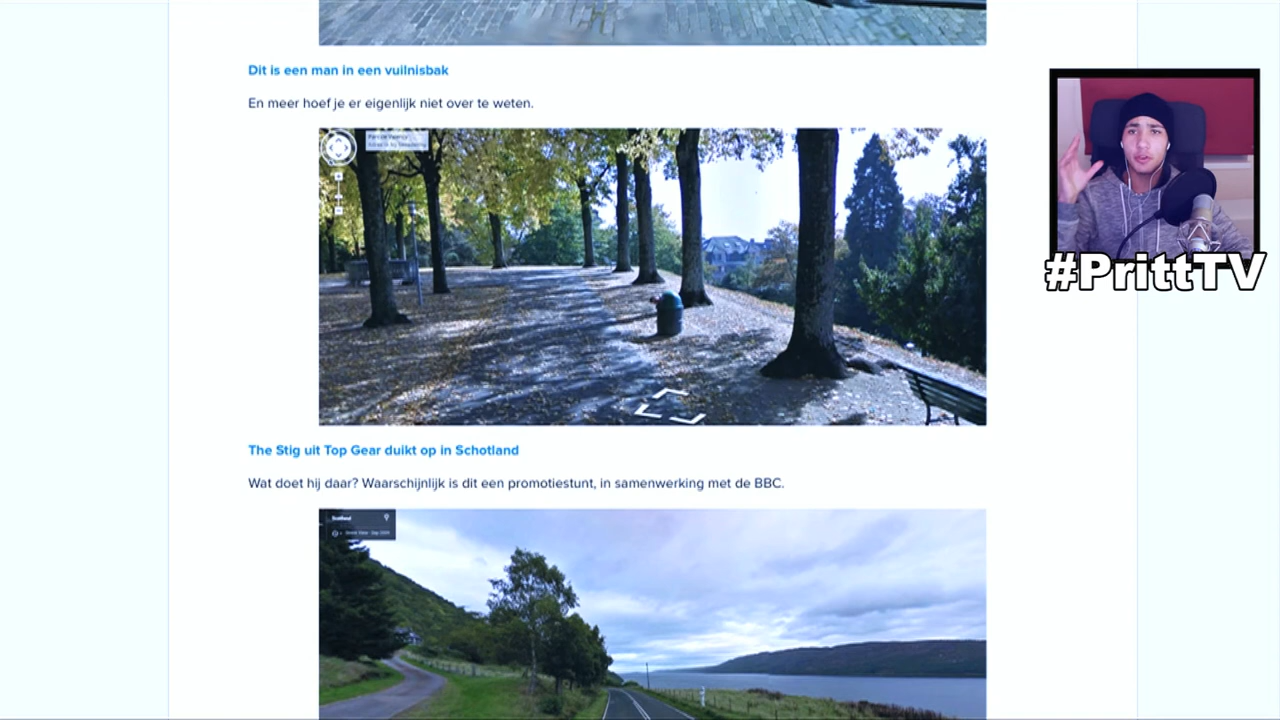 Dit is een man in een vuilnisbak
En meer hoef je er eigenlijk niet over te weten.
#PrittTV
The Stig uit Top Gear duikt op in Schotland
Wat doet hij daar? Waarschijnlijk is dit een promotiestunt, in samenwerking met de BBC.
Scotland